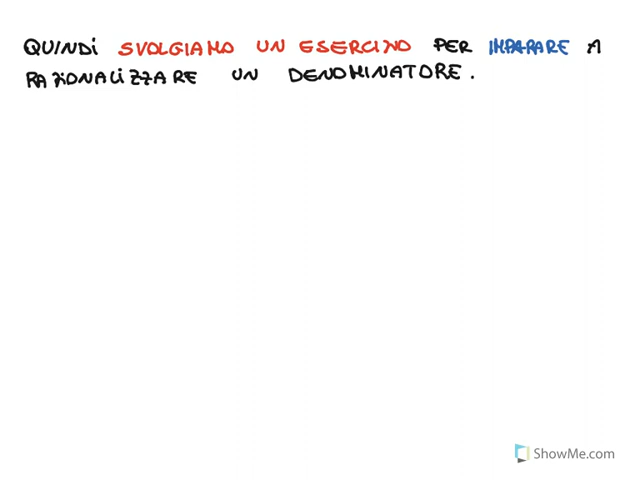 QUINDI SVOLGIAMO UN ESERCIZIO PER IMPARARE A
RAZIONALIZZARE UN DENOMINATORE.
ShowMe.com